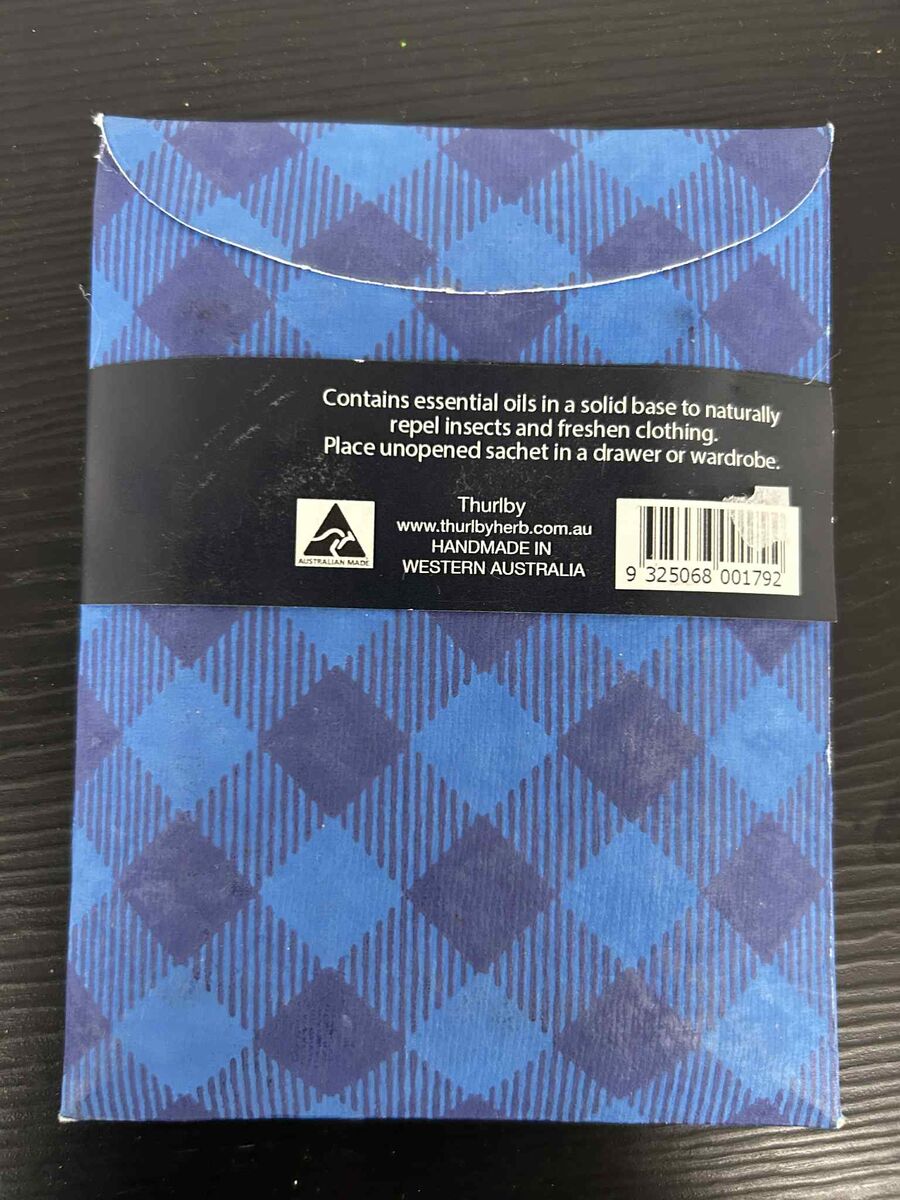 Contains essential oils in a solid base to naturally
repel insects and freshen clothing.
Place unopened sachet in a drawer or wardrobe.
Thurlby
www.thurlbyherb.com.au
HANDMADE IN
WESTERN AUSTRALIA
AUSTRALIAN MADE
9 325068 001792